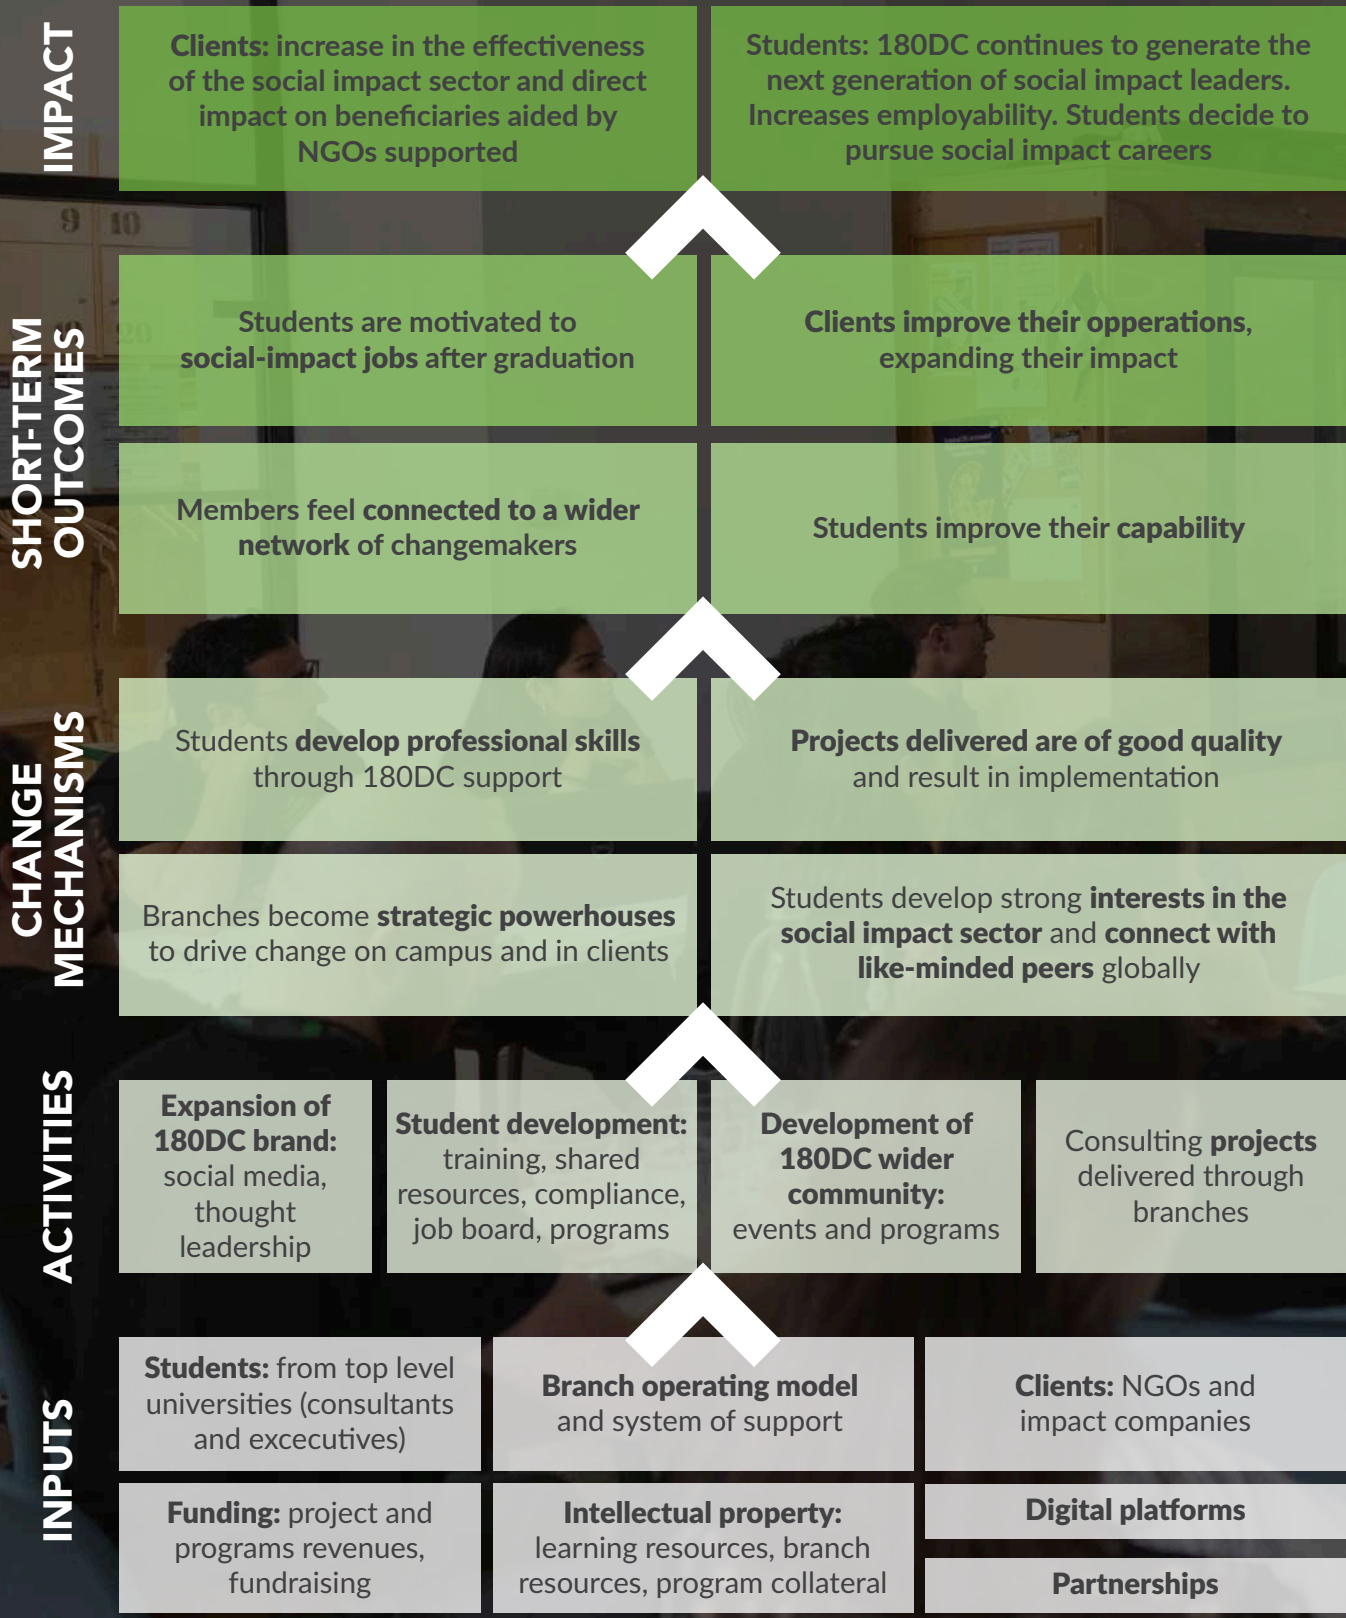 IMPACT
Clients: increase in the effectiveness
of the social impact sector and direct
impact on beneficiaries aided by
NGOs supported
Students: 180DC continues to generate the
next generation of social impact leaders.
Increases employability. Students decide to
pursue social impact careers
9 10
20
SHORT-TERM
OUTCOMES
Students are motivated to
social-impact jobs after graduation
Clients improve their opperations,
expanding their impact
Members feel connected to a wider
network of changemakers
Students improve their capability
CHANGE
MECHANISMS
Students develop professional skills
through 180DC support
Projects delivered are of good quality
and result in implementation
Branches become strategic powerhouses
to drive change on campus and in clients
Students develop strong interests in the
social impact sector and connect with
like-minded peers globally
ACTIVITIES
Expansion of
180DC brand:
social media,
thought
leadership
Student development:
training, shared
resources, compliance,
job board, programs
Development of
180DC wider
community:
events and programs
Consulting projects
delivered through
branches
INPUTS
Students: from top level
universities (consultants
and excecutives)
Branch operating model
and system of support
Clients: NGOs and
impact companies
Funding: project and
programs revenues,
fundraising
Intellectual property:
learning resources, branch
resources, program collateral
Digital platforms
Partnerships